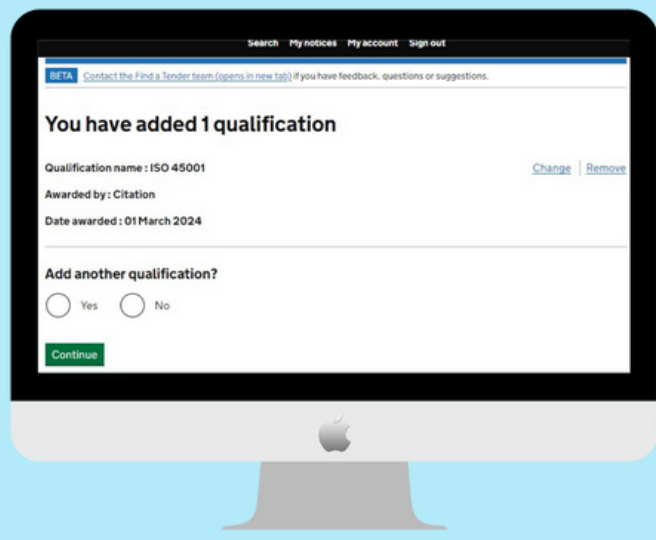 Search My notices My account Sign out
BETA Contact the Find a Tender team (opens in new tab) if you have feedback, questions or suggestions.
You have added 1 qualification
Qualification name : ISO 45001 Change Remove
Awarded by : Citation
Date awarded : 01 March 2024
Add another qualification?
Yes No
Continue